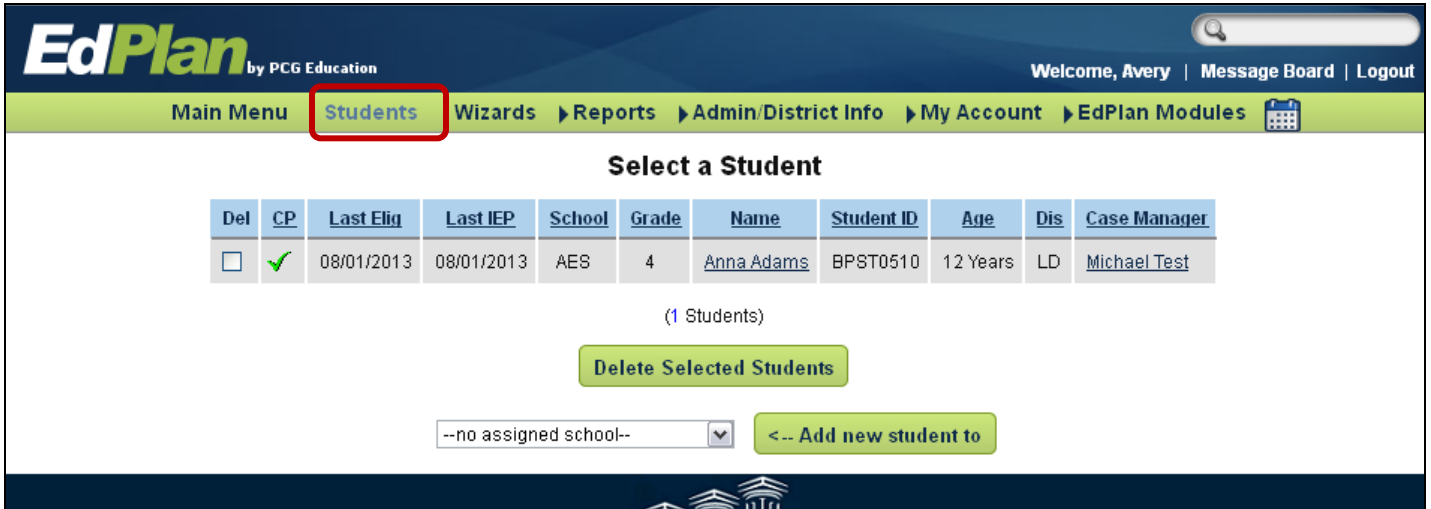 EdPlan by PCG Education
Welcome, Avery | Message Board | Logout
Main Menu Students Wizards Reports Admin/District Info My Account EdPlan Modules
Select a Student
Del CP Last Elig Last IEP School Grade Name Student ID Age Dis Case Manager
08/01/2013 08/01/2013 AES 4 Anna Adams BPST0510 12 Years LD Michael Test
(1 Students)
Delete Selected Students
--no assigned school-- <-- Add new student to